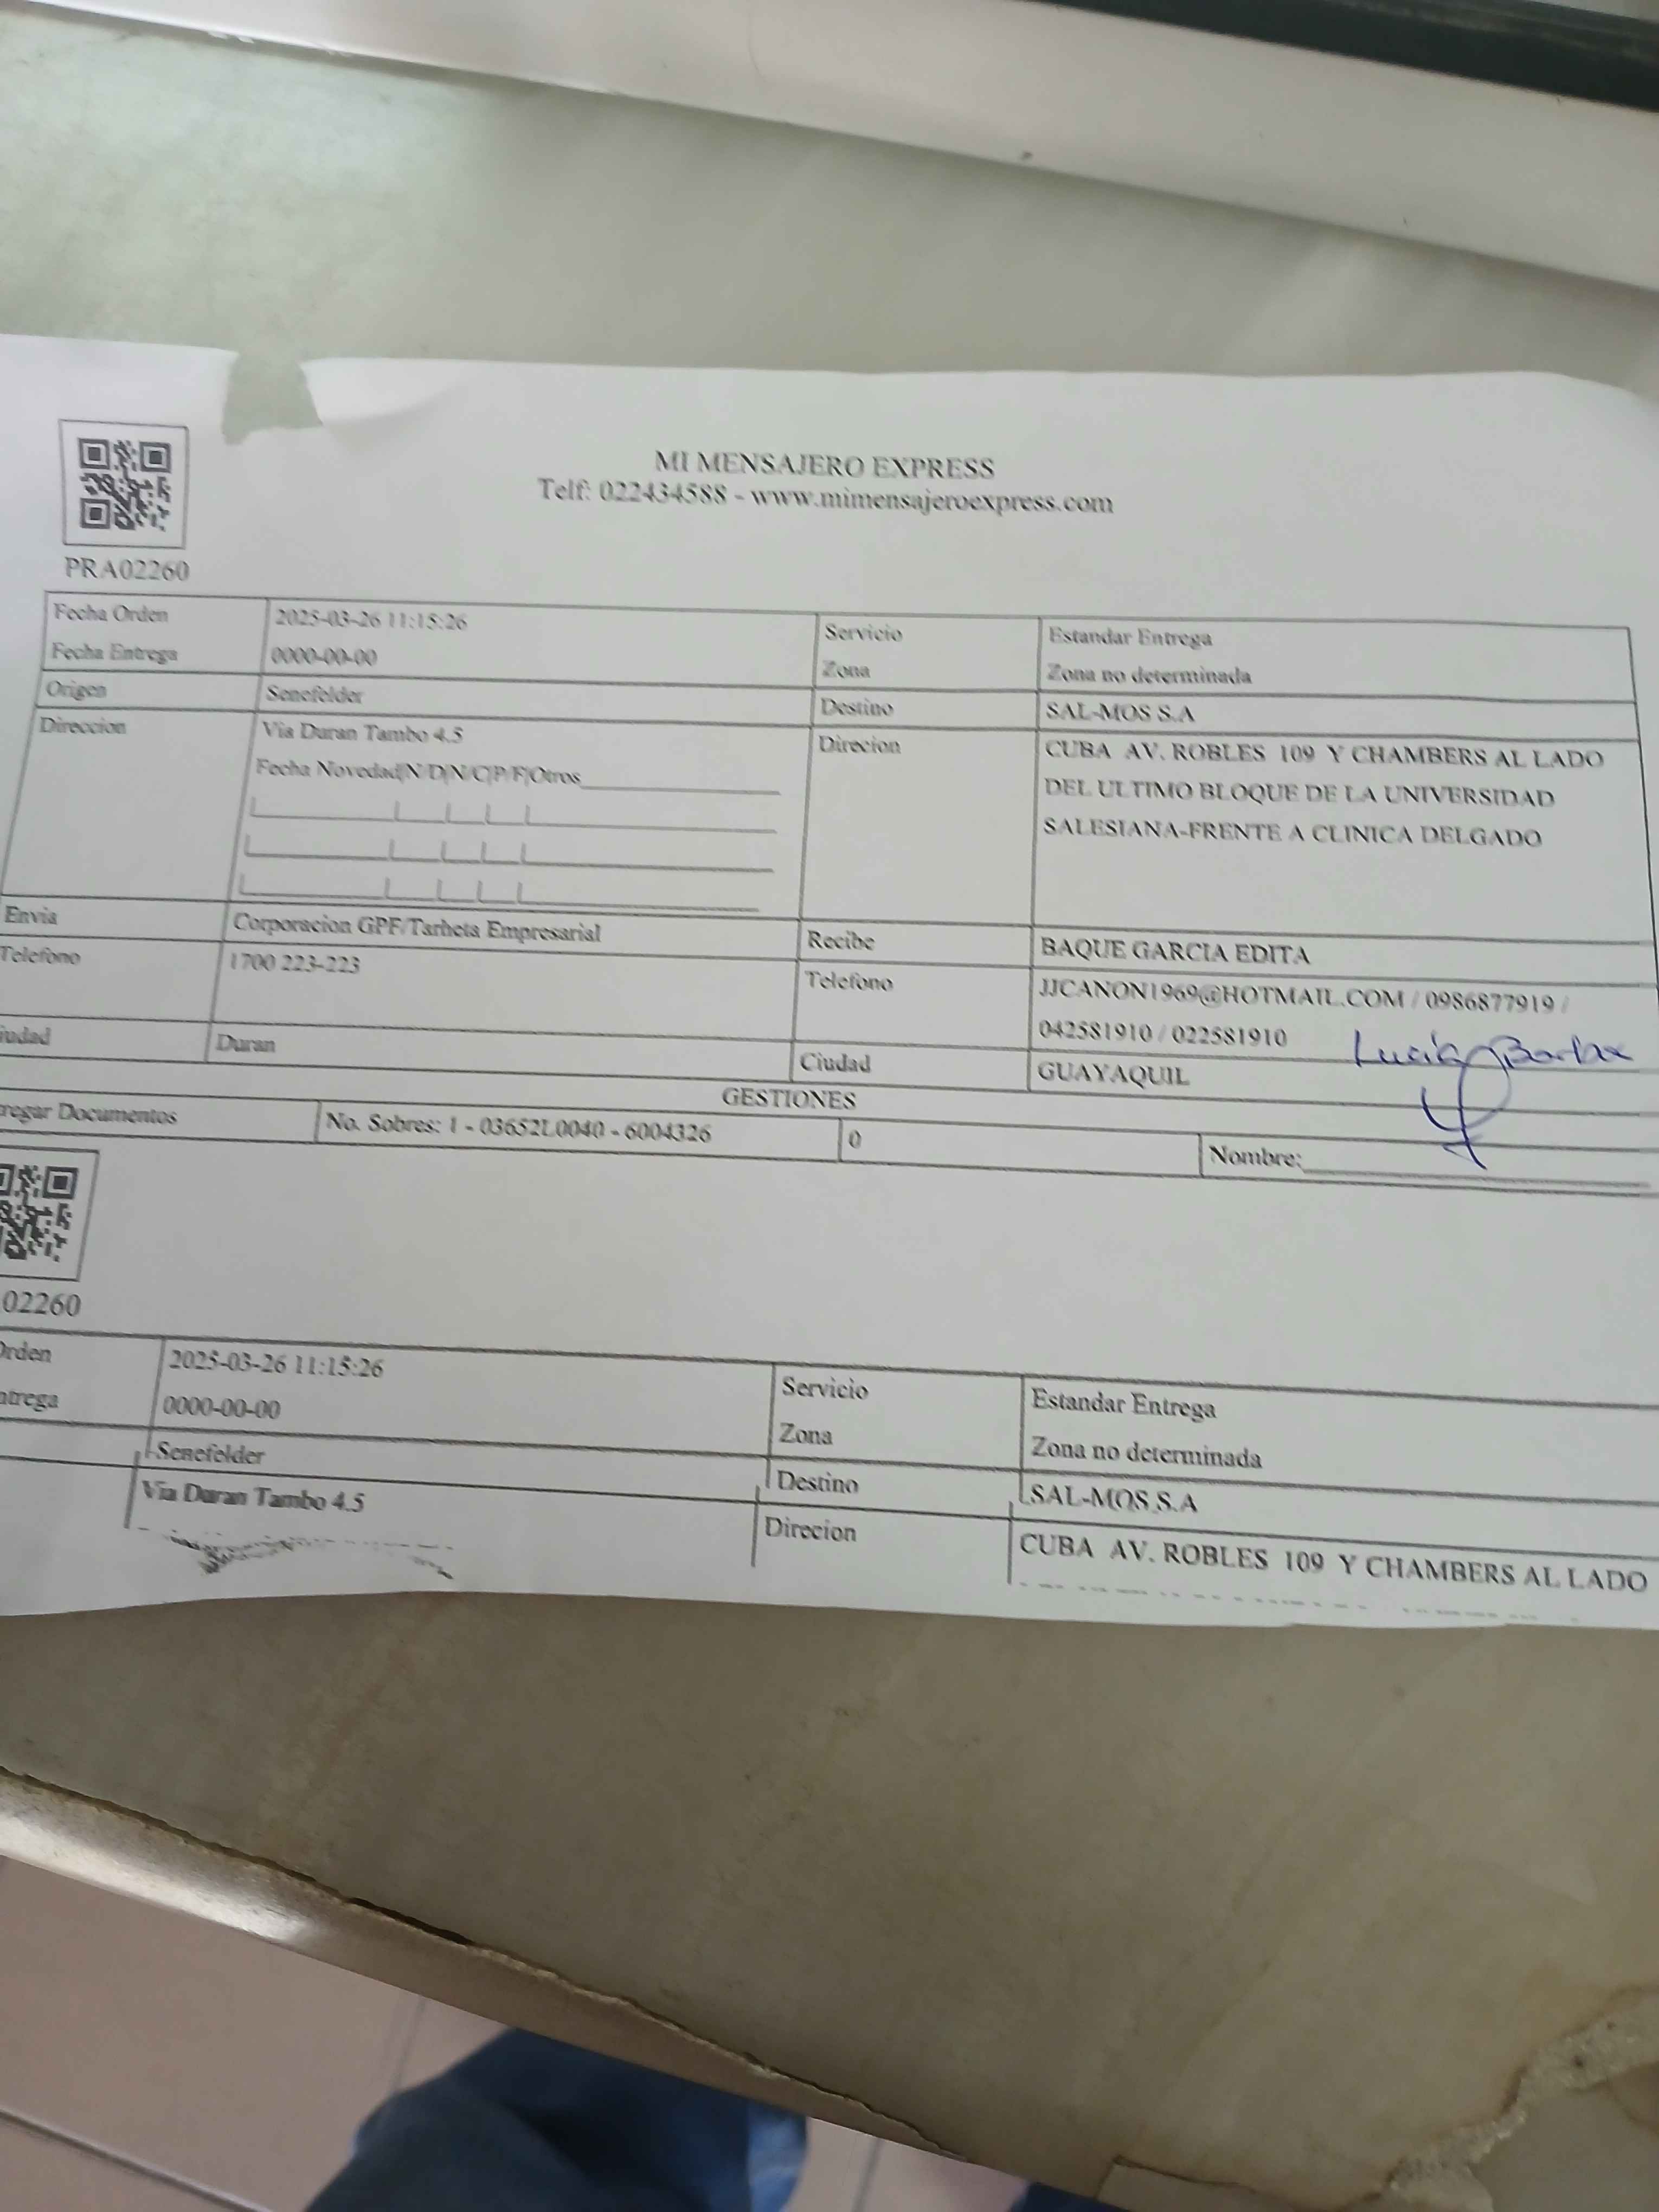 MI MENSAJERO EXPRESS
Telf: 022434588 - www.mimensajeroexpress.com
PRA02260
Fecha Orden 2025-03-26 11:15:26 Servicio Estandar Entrega
Fecha Entrega 0000-00-00 Zona Zona no determinada
Origen Senefelder Destino SAL-MOS S.A
Direccion Via Duran Tambo 4.5 Direcion CUBA AV. ROBLES 109 Y CHAMBERS AL LADO
Fecha Novedad|N/D|N/C|P/F|Otros DEL ULTIMO BLOQUE DE LA UNIVERSIDAD
SALESIANA-FRENTE A CLINICA DELGADO
Envia Corporacion GPF/Tarheta Empresarial Recibe BAQUE GARCIA EDITA
Telefono 1700 223-223 Telefono JJCANON1969@HOTMAIL.COM / 0986877919 /
042581910 / 022581910
Lucía
iudad Duran Ciudad GUAYAQUIL
GESTIONES
regar Documentos No. Sobres: 1 - 03652L0040 - 6004326 0 Nombre:
02260
Orden 2025-03-26 11:15:26 Servicio Estandar Entrega
ntrega 0000-00-00 Zona Zona no determinada
Senefelder Destino SAL-MOS S.A
Via Duran Tambo 4.5 Direcion CUBA AV. ROBLES 109 Y CHAMBERS AL LADO